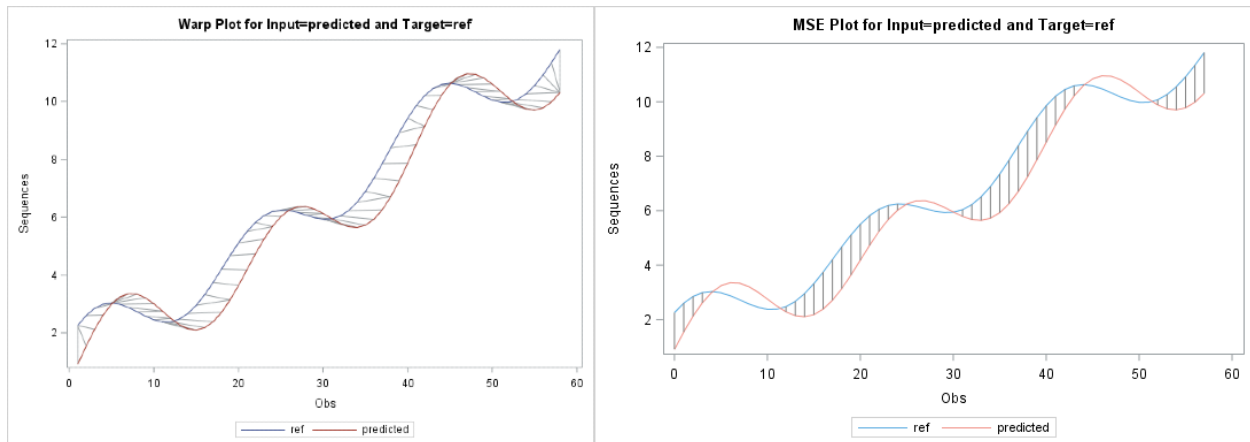 Warp Plot for Input=predicted and Target=ref
12
10
8
6
4
2
Sequences
0 10 20 30 40 50 60
Obs
ref predicted
MSE Plot for Input=predicted and Target=ref
12
10
8
6
4
2
Sequences
0 10 20 30 40 50 60
Obs
ref predicted